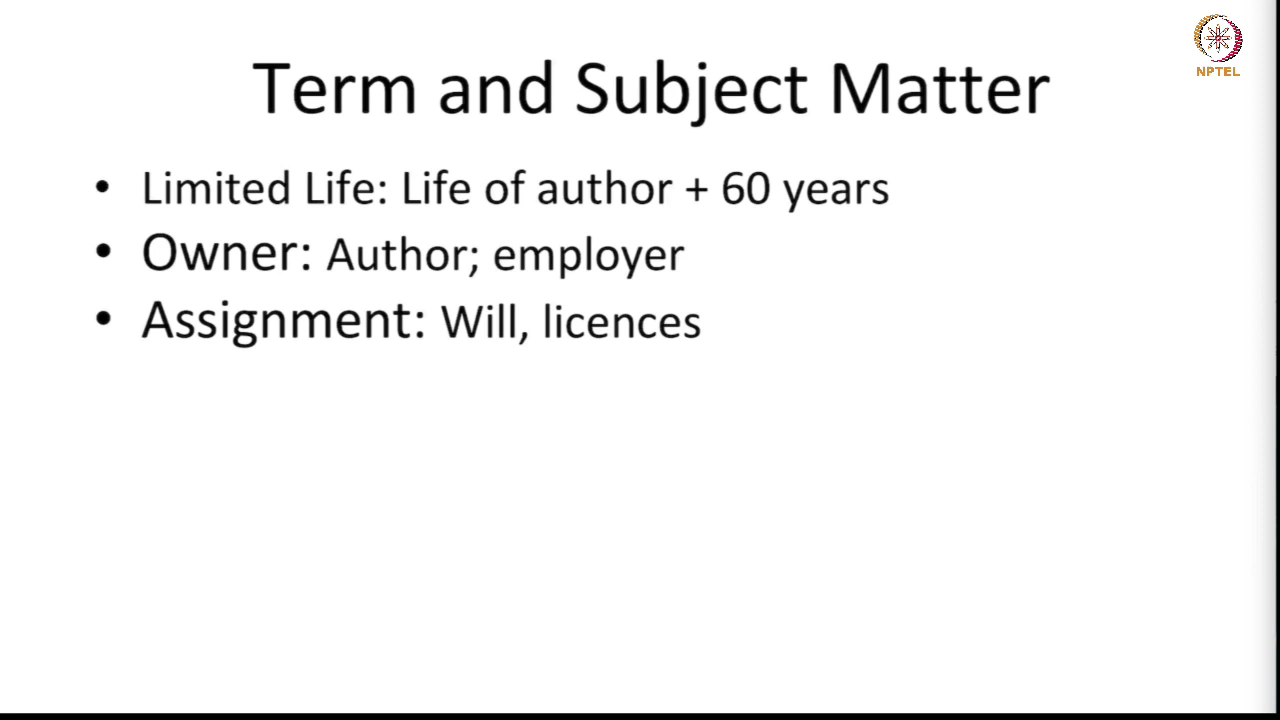 NPTEL
Term and Subject Matter
• Limited Life: Life of author + 60 years
• Owner: Author; employer
• Assignment: Will, licences